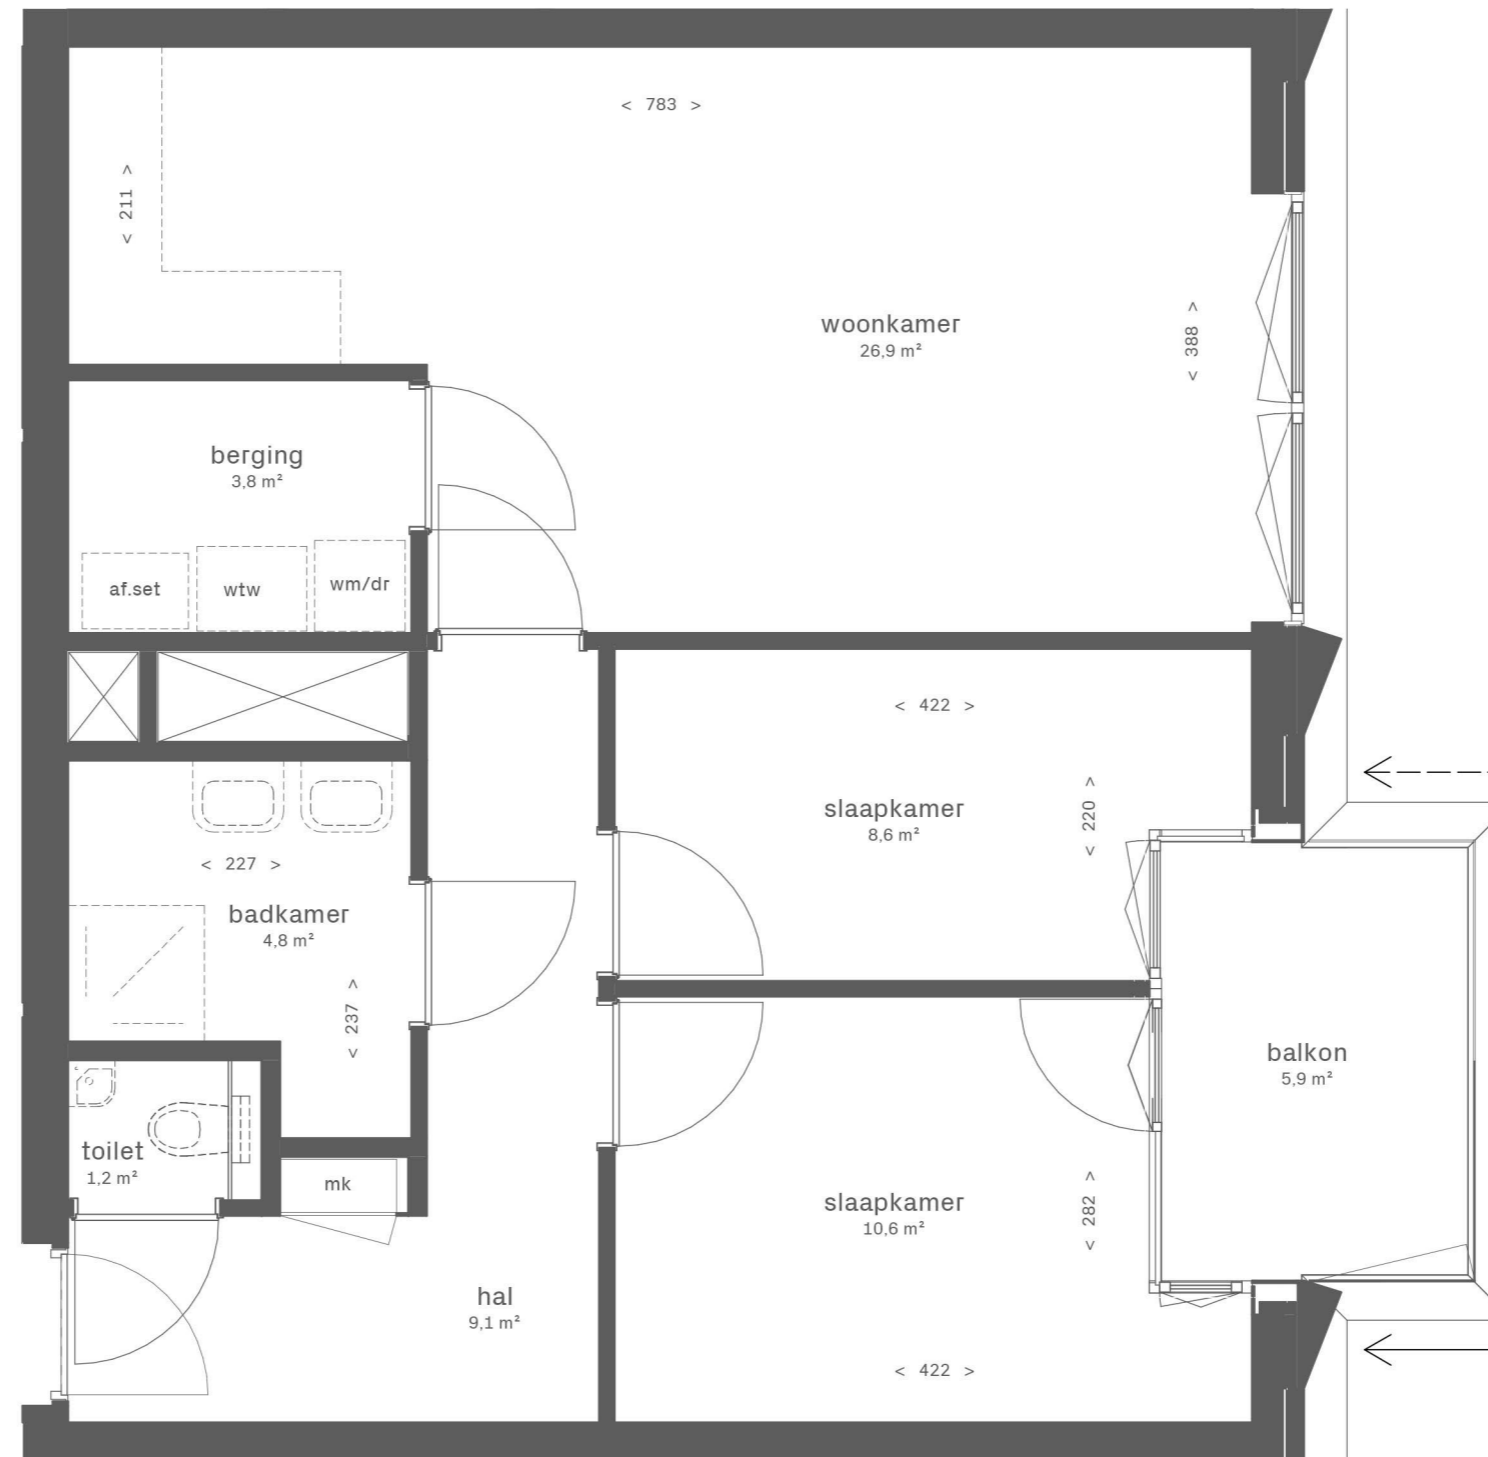 < 783 >
< 211 >
woonkamer
26,9 m²
< 388 >
berging
3,8 m²
af.set
wtw
wm/dr
< 422 >
slaapkamer
8,6 m²
< 220 >
< 227 >
badkamer
4,8 m²
< 237 >
balkon
5,9 m²
toilet
1,2 m²
mk
slaapkamer
10,6 m²
< 282 >
hal
9,1 m²
< 422 >